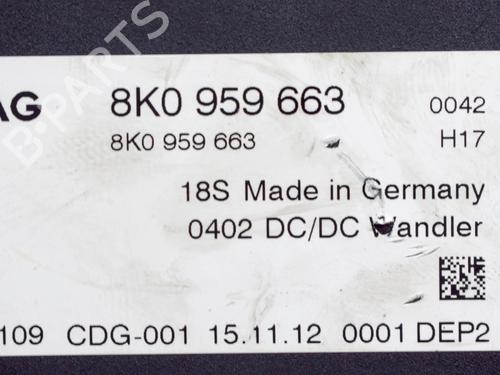 AG 8K0 959 663 0042
8K0 959 663 H17
18S Made in Germany
0402 DC/DC Wandler
109 CDG-001 15.11.12 0001 DEP2
B-PARTS